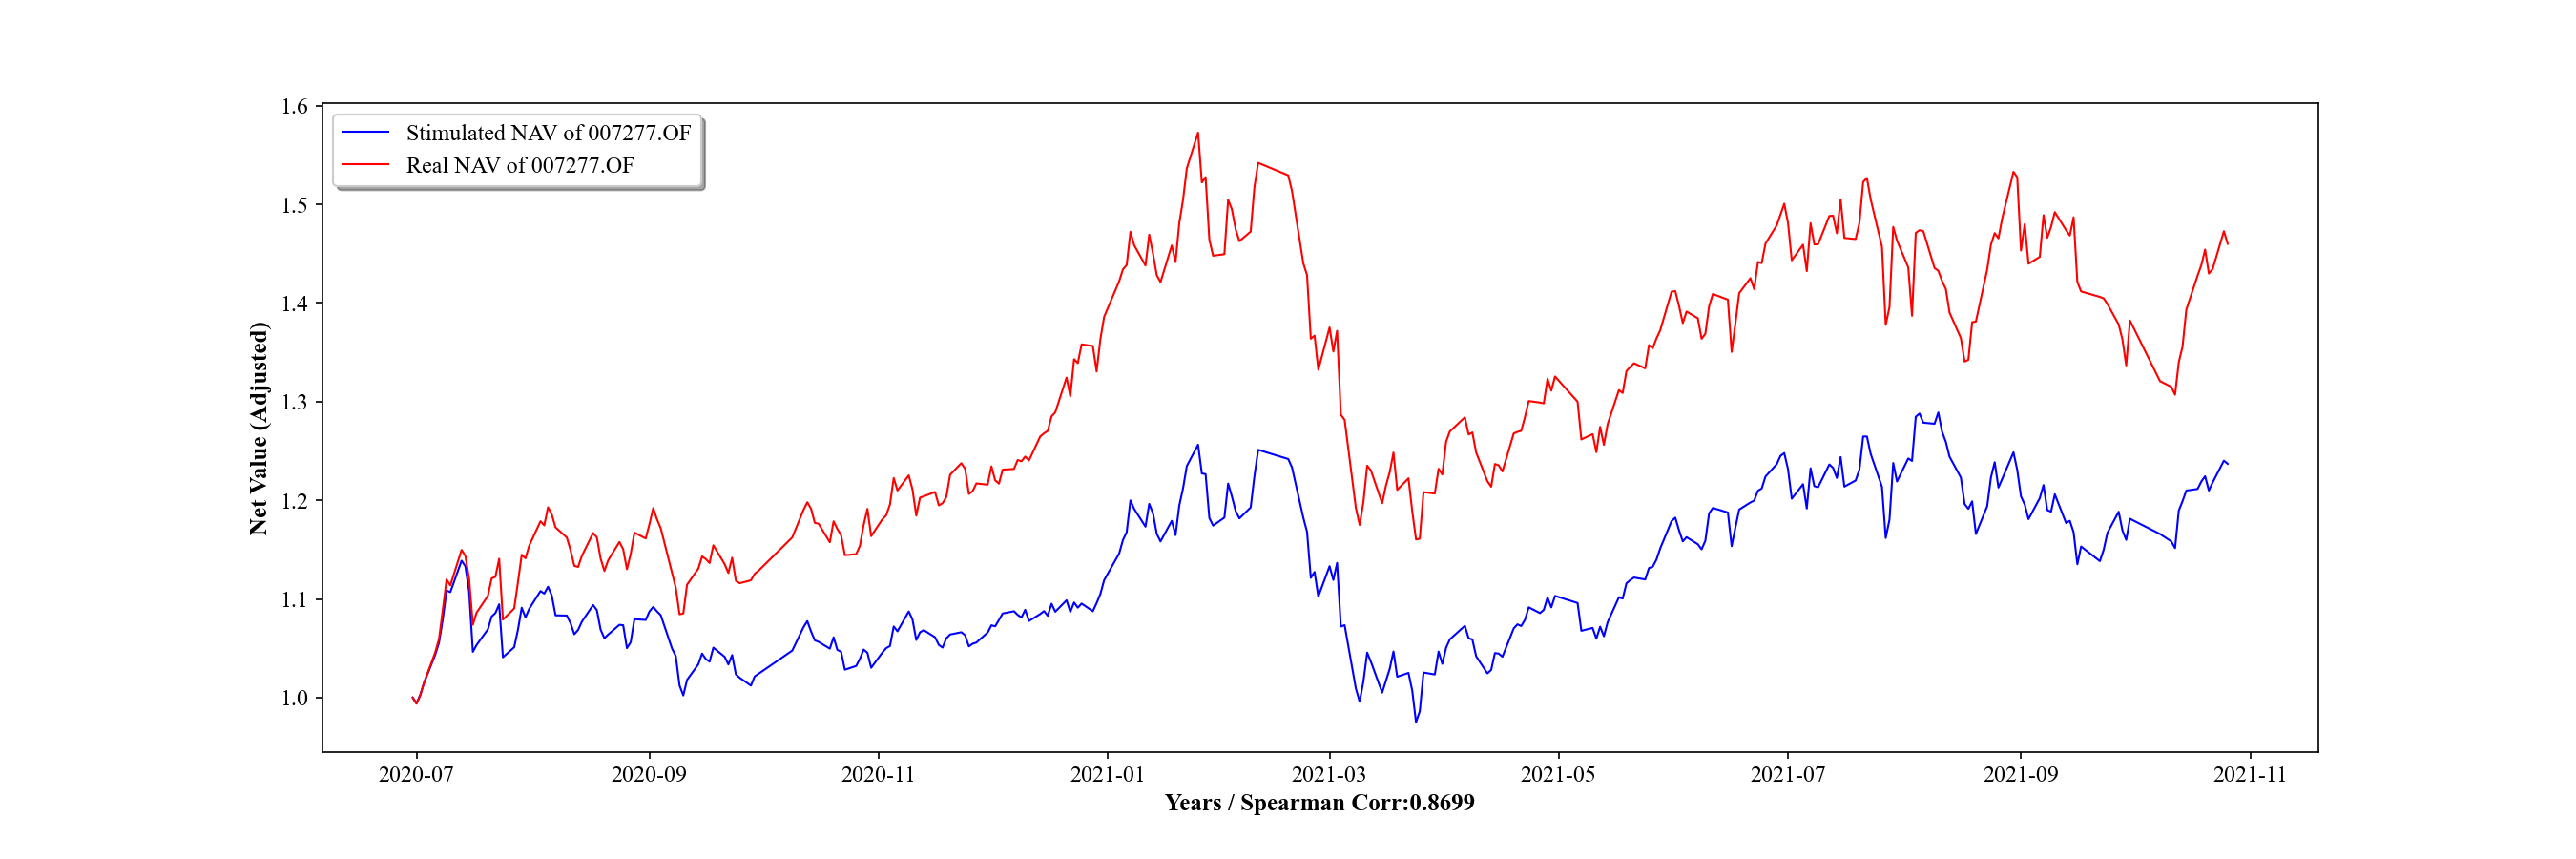 Stimulated NAV of 007277.OF
Real NAV of 007277.OF
Net Value (Adjusted)
1.6
1.5
1.4
1.3
1.2
1.1
1.0
2020-07 2020-09 2020-11 2021-01 2021-03 2021-05 2021-07 2021-09 2021-11
Years / Spearman Corr:0.8699